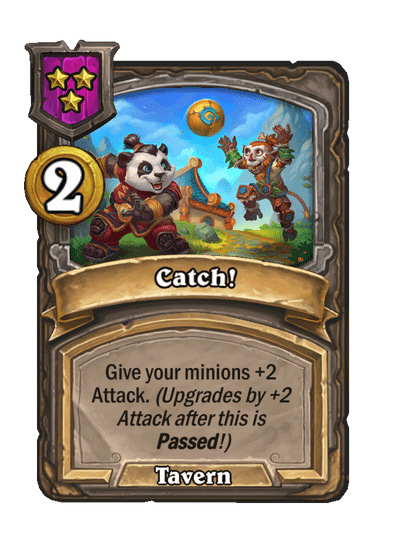 2
Catch!
Give your minions +2
Attack. (Upgrades by +2
Attack after this is
Passed!)
Tavern